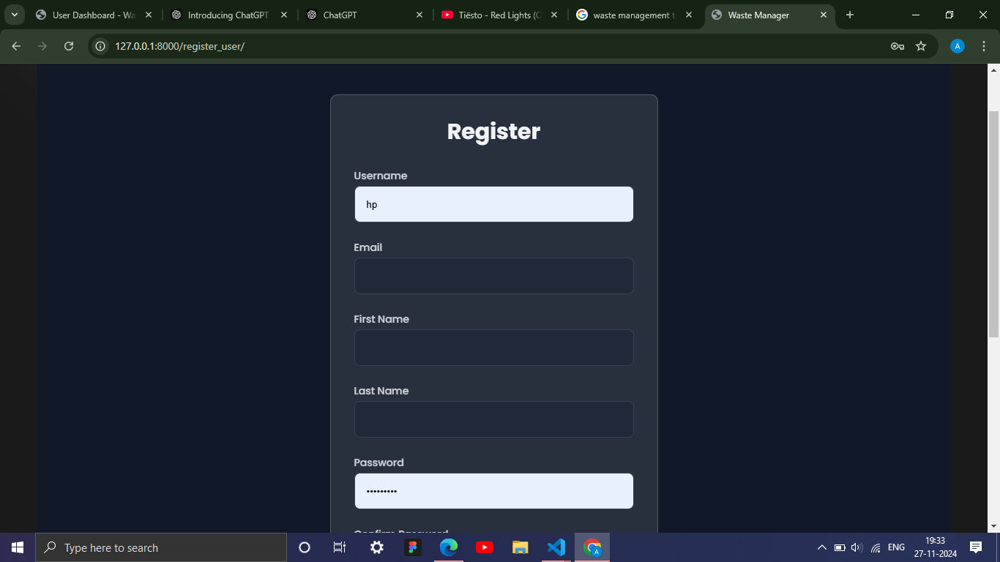 User Dashboard - Wa
Introducing ChatGPT
ChatGPT
Tiësto - Red Lights (O
waste management t
Waste Manager
127.0.0.1:8000/register_user/
A
Register
Username
hp
Email
First Name
Last Name
Password
•••••••••
Confirm Password
Type here to search
A
ENG
19:33
27-11-2024